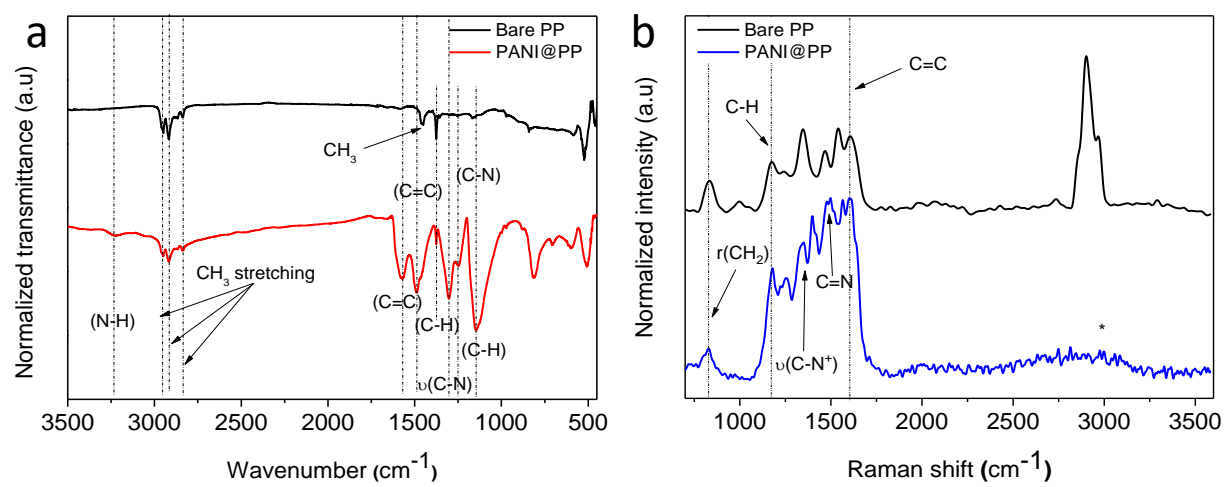 a
Bare PP
PANI@PP
CH3
(C-N)
(C=C)
CH3 stretching
(N-H)
(C=C)
(C-H)
(C-H)
υ(C-N)
3500 3000 2500 2000 1500 1000 500
Wavenumber (cm-1)
Normalized transmittance (a.u)
b
Bare PP
PANI@PP
C=C
C-H
r(CH2)
C=N
υ(C-N+)
*
1000 1500 2000 2500 3000 3500
Raman shift (cm-1)
Normalized intensity (a.u)